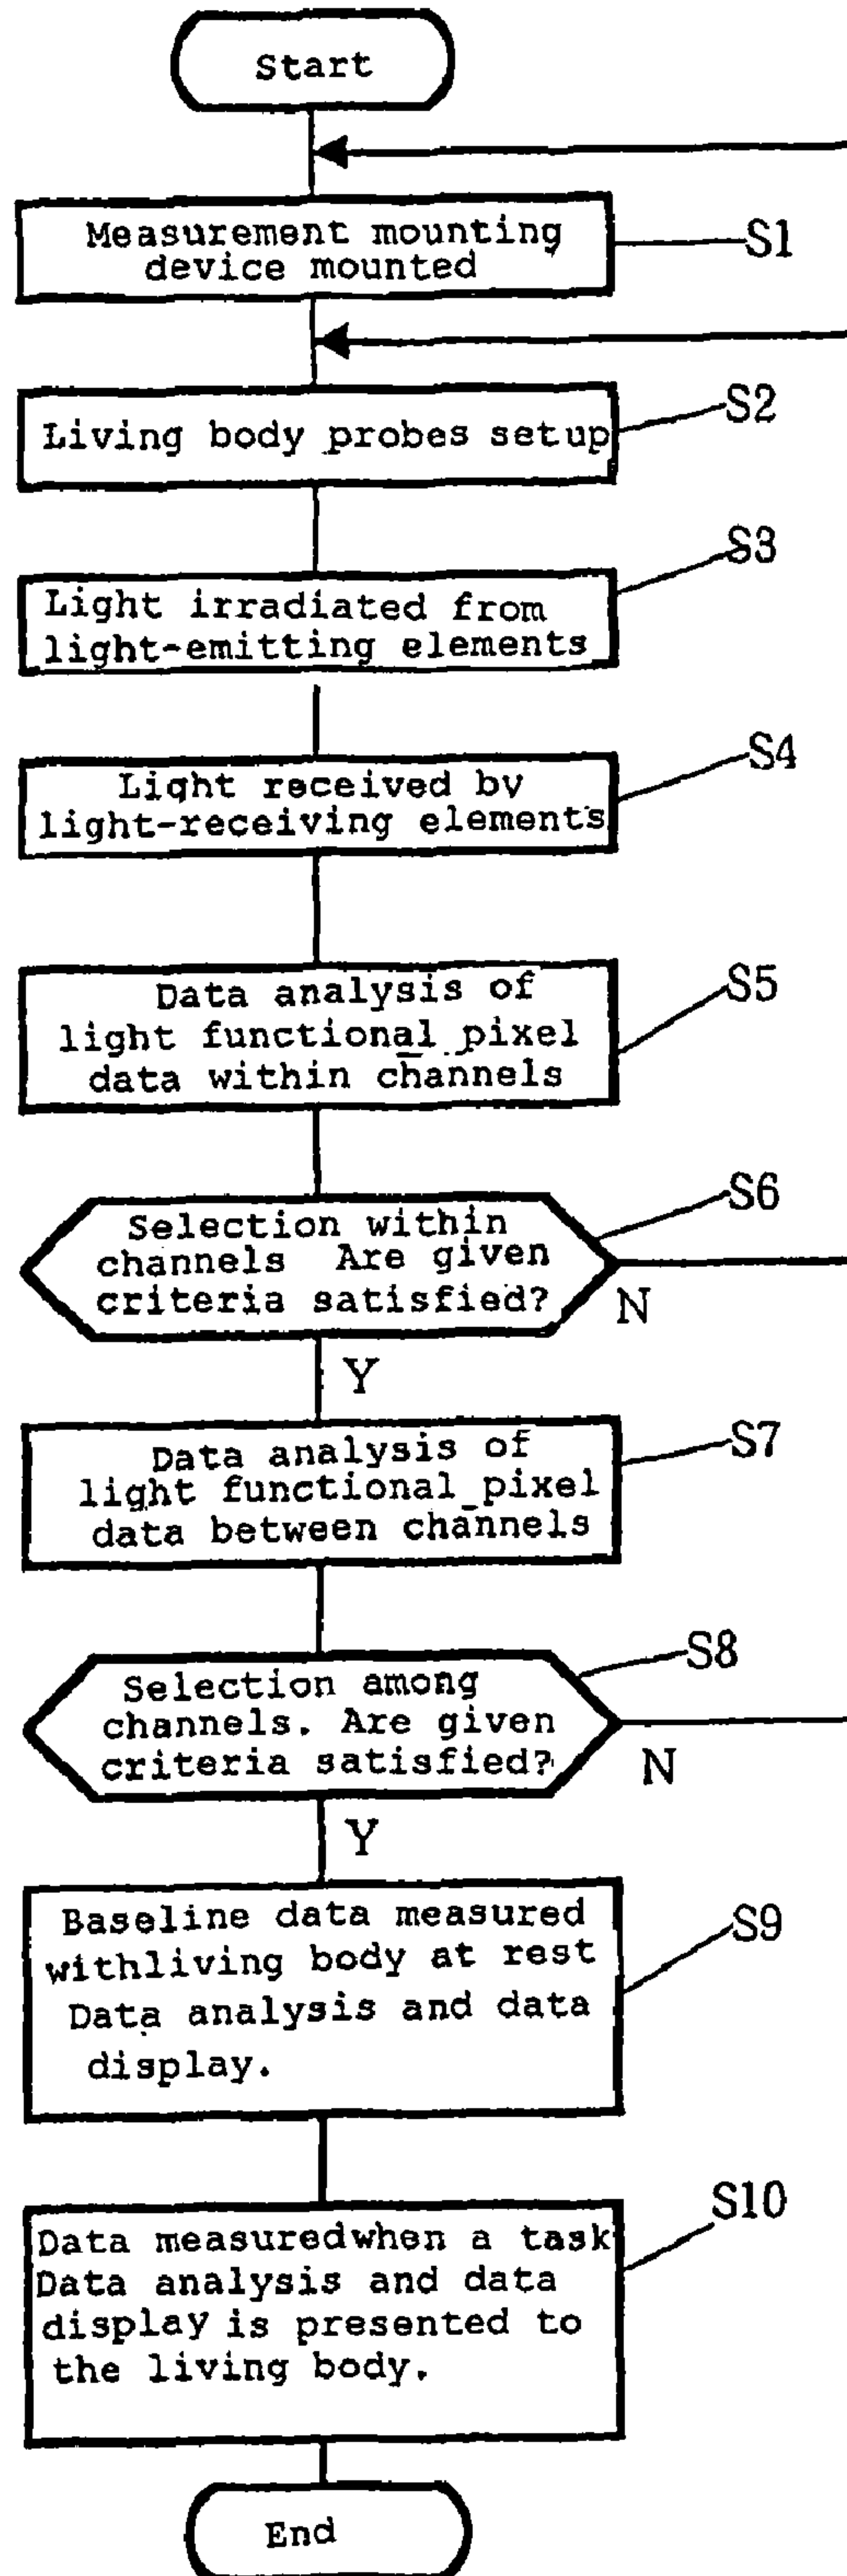 Start
Measurement mounting
device mounted
S1
Living body probes setup
S2
Light irradiated from
light-emitting elements
S3
Light received by
light-receiving elements
S4
Data analysis of
light functional pixel
data within channels
S5
Selection within
channels Are given
criteria satisfied?
S6
N
Y
Data analysis of
light functional pixel
data between channels
S7
Selection among
channels. Are given
criteria satisfied?
S8
N
Y
Baseline data measured
withliving body at rest
Data analysis and data
display.
S9
Data measuredwhen a task
Data analysis and data
display is presented to
the living body.
S10
End